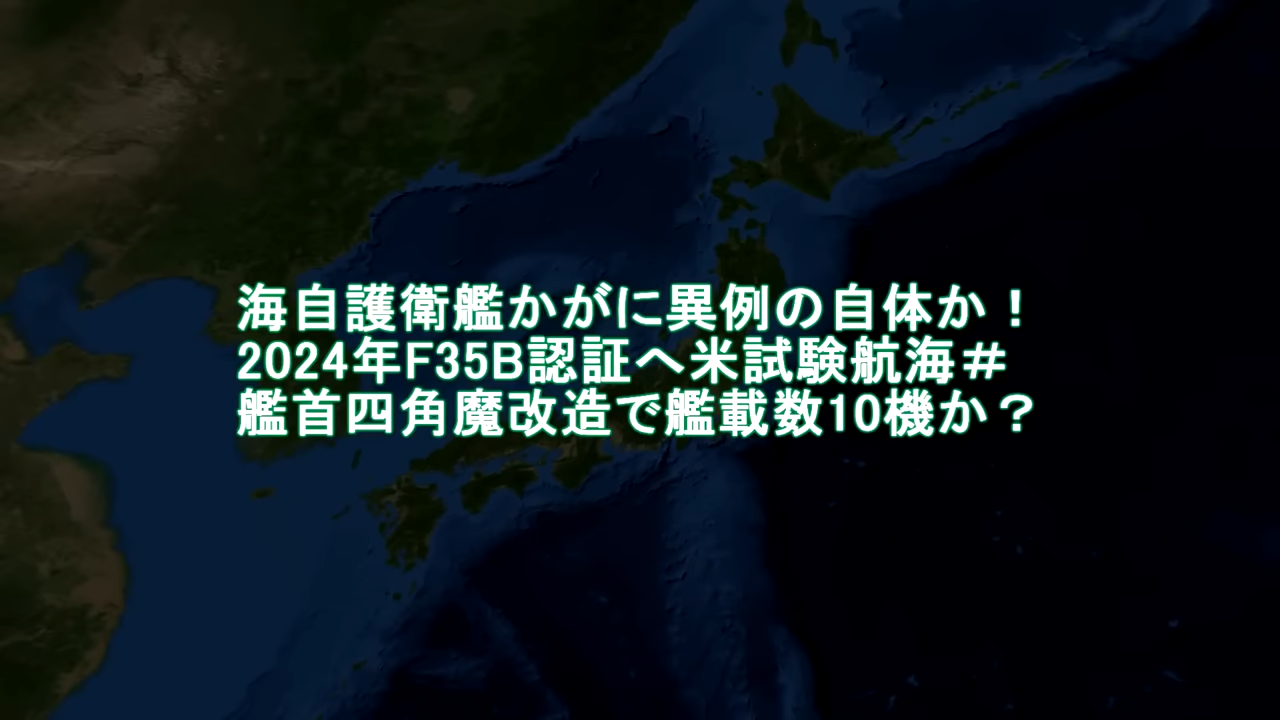 海自護衛艦かがに異例の自体か！
2024年F35B認証へ米試験航海＃
艦首四角魔改造で艦載数10機か？